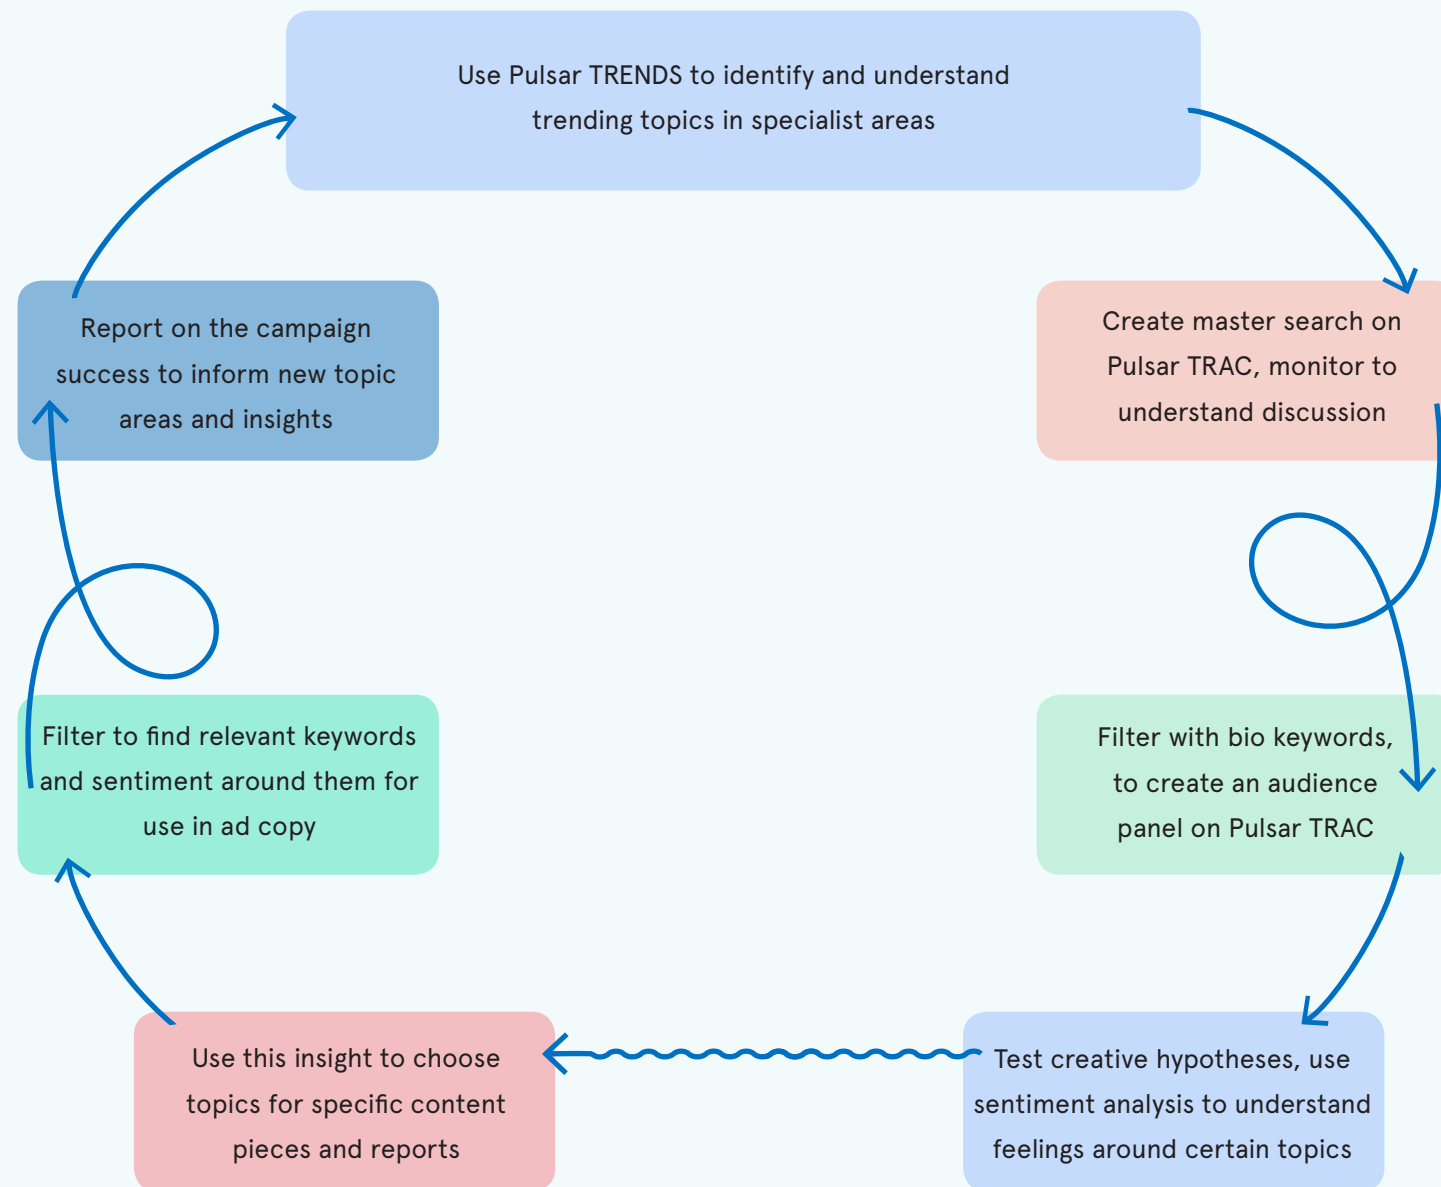 Use Pulsar TRENDS to identify and understand
trending topics in specialist areas
Create master search on
Pulsar TRAC, monitor to
understand discussion
Filter with bio keywords,
to create an audience
panel on Pulsar TRAC
Test creative hypotheses, use
sentiment analysis to understand
feelings around certain topics
Use this insight to choose
topics for specific content
pieces and reports
Filter to find relevant keywords
and sentiment around them for
use in ad copy
Report on the campaign
success to inform new topic
areas and insights